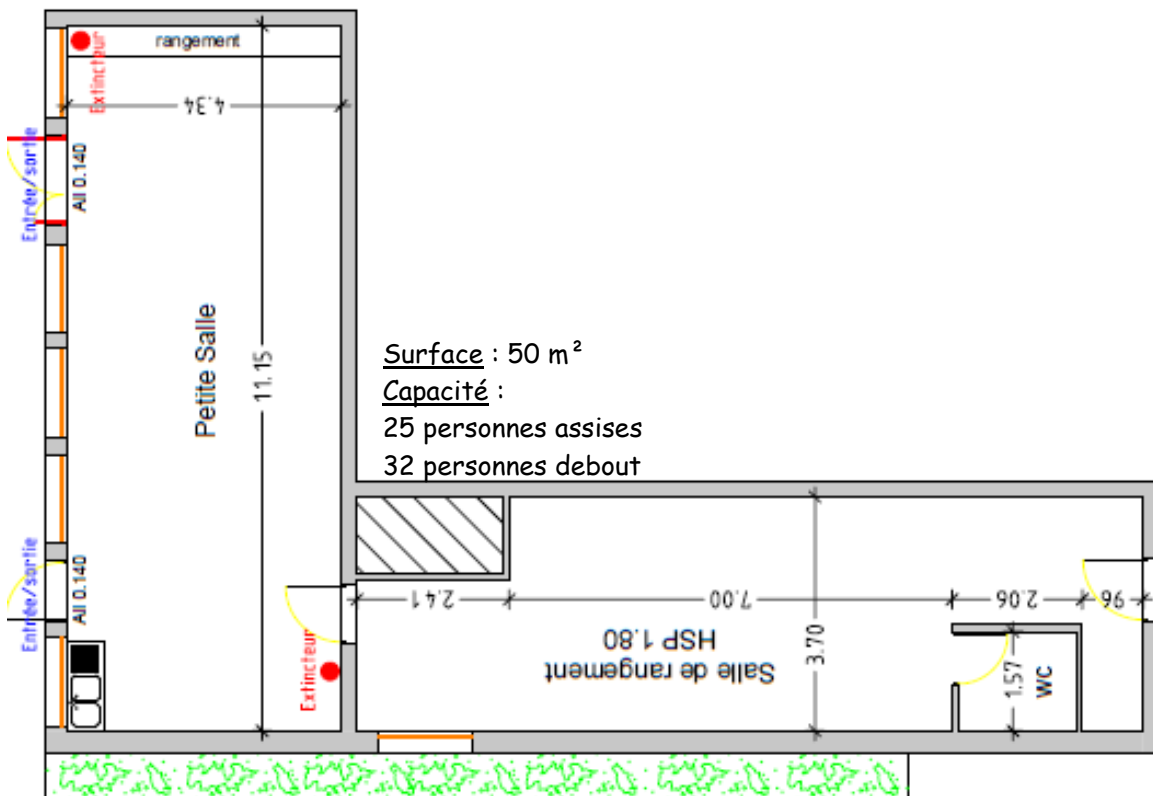 rangement
Extincteur
4.34
Entrée/sortie
All 0.140
Petite Salle
11.15
Surface : 50 m²
Capacité :
25 personnes assises
32 personnes debout
Entrée/sortie
All 0.140
Extincteur
2.41
7.00
2.06
96
3.70
Salle de rangement
HSP 1.80
1.57
WC